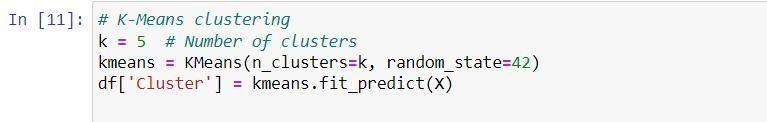 In [11]: # K-Means clustering
k = 5  # Number of clusters
kmeans = KMeans(n_clusters=k, random_state=42)
df['Cluster'] = kmeans.fit_predict(X)